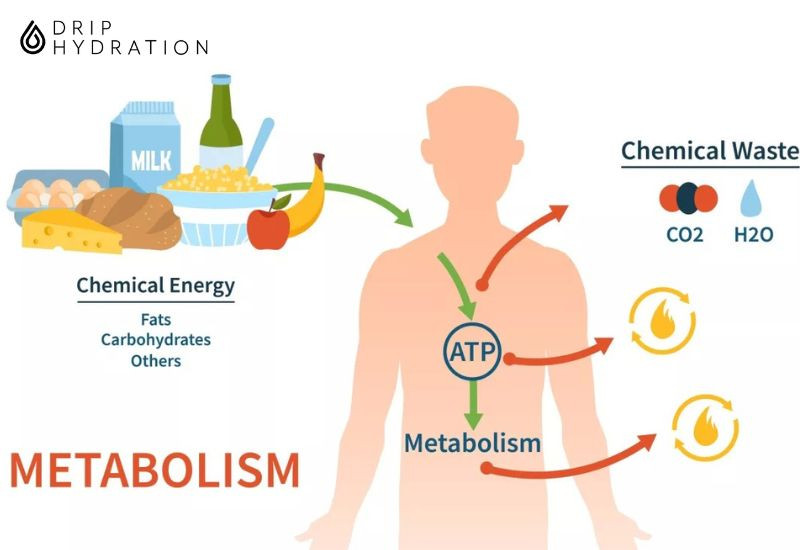 DRIP
HYDRATION
MILK
Chemical Energy
Fats
Carbohydrates
Others
METABOLISM
ATP
Metabolism
Chemical Waste
CO2
H2O